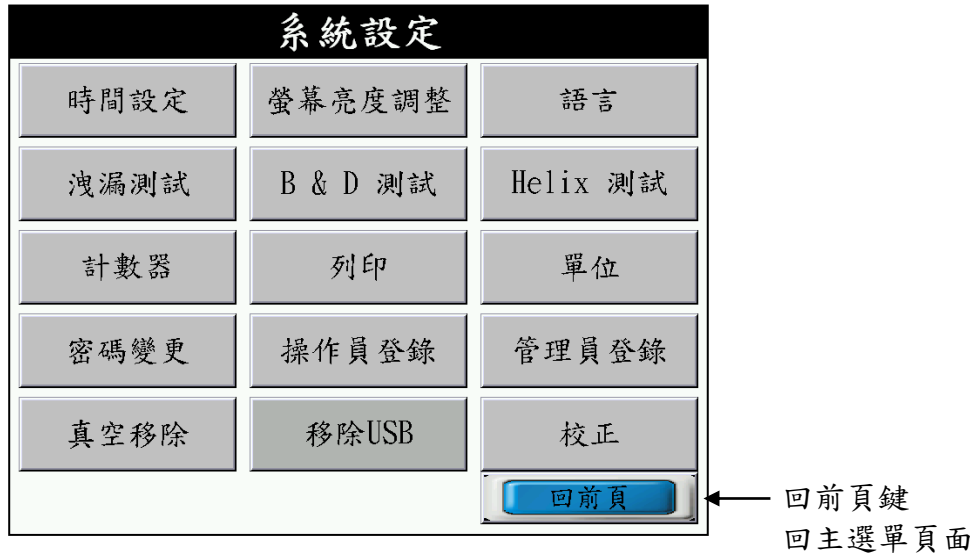 系統設定
時間設定 螢幕亮度調整 語言
洩漏測試 B & D 測試 Helix 測試
計數器 列印 單位
密碼變更 操作員登錄 管理員登錄
真空移除 移除USB 校正
回前頁 回前頁鍵
回主選單頁面